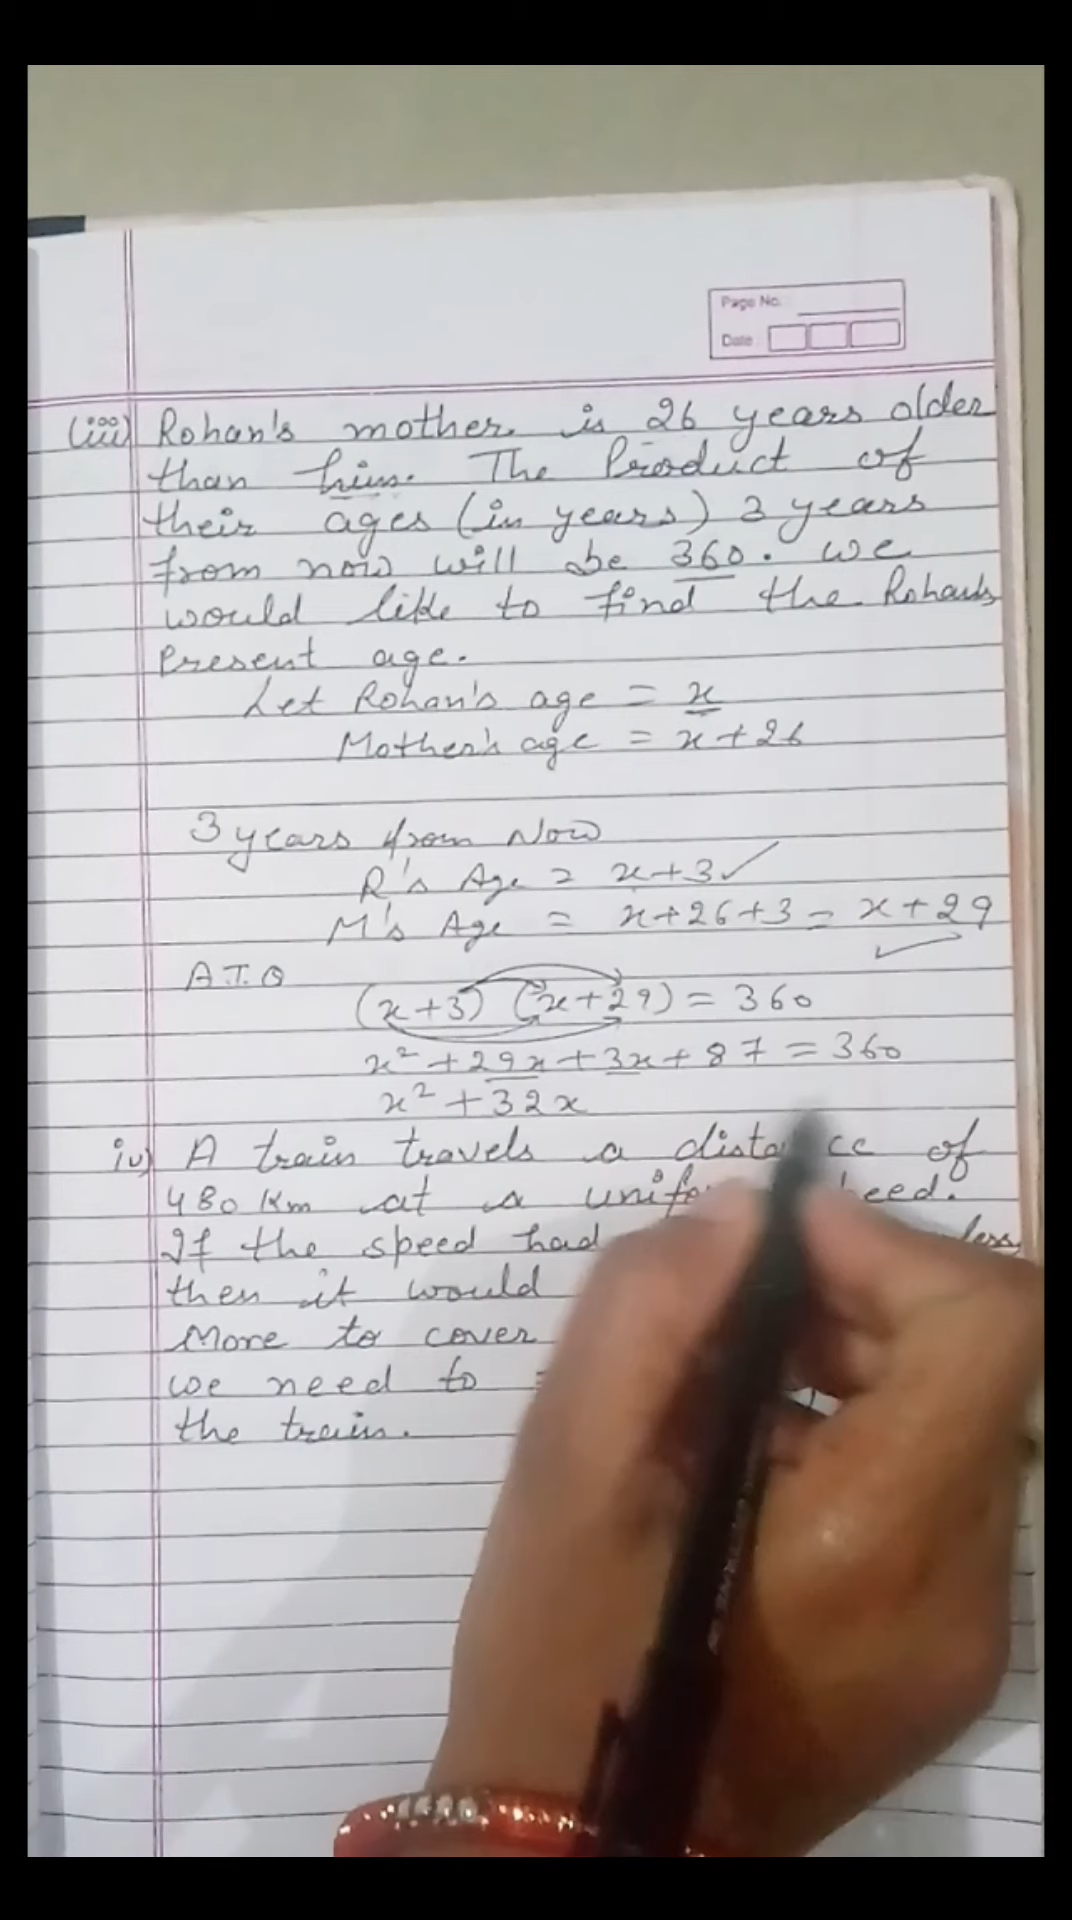 Page No.
Date
(iii) Rohan's mother is 26 years older
than him. The Product of
their ages (in years) 3 years
from now will be 360. we
would like to find the Rohan's
Present age.
Let Rohan's age = x
Mother's age = x+26
3 years from Now
R's Age = x+3 ✓
M's Age = x+26+3 = x+29
A.T.Q
(x+3) (x+29) = 360
x² + 29x + 3x + 87 = 360
x² + 32x
iv) A train travels a distance of
480 Km at a
If the speed had less
then it would
More to cover
we need to
the train.